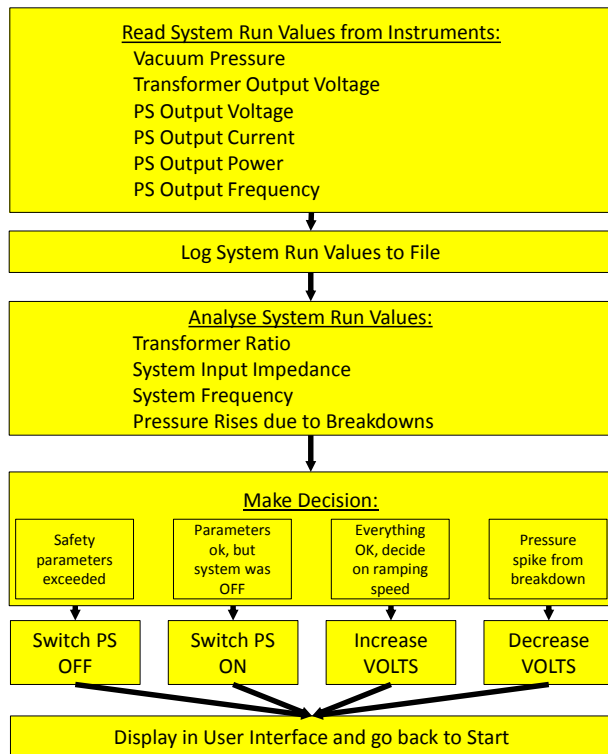 Read System Run Values from Instruments:
Vacuum Pressure
Transformer Output Voltage
PS Output Voltage
PS Output Current
PS Output Power
PS Output Frequency
Log System Run Values to File
Analyse System Run Values:
Transformer Ratio
System Input Impedance
System Frequency
Pressure Rises due to Breakdowns
Make Decision:
Safety
parameters
exceeded
Parameters
ok, but
system was
OFF
Everything
OK, decide
on ramping
speed
Pressure
spike from
breakdown
Switch PS
OFF
Switch PS
ON
Increase
VOLTS
Decrease
VOLTS
Display in User Interface and go back to Start